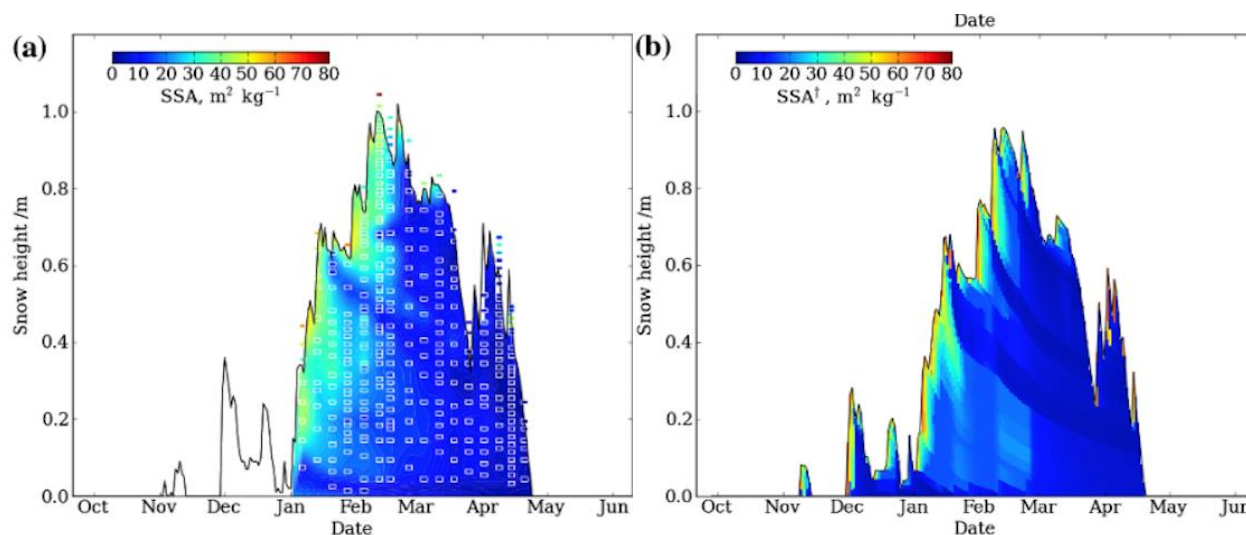 Date
(a)
0 10 20 30 40 50 60 70 80
SSA, m² kg⁻¹
Snow height /m
1.0
0.8
0.6
0.4
0.2
0.0
Oct Nov Dec Jan Feb Mar Apr May Jun
Date
(b)
0 10 20 30 40 50 60 70 80
SSA† , m² kg⁻¹
Snow height /m
1.0
0.8
0.6
0.4
0.2
0.0
Oct Nov Dec Jan Feb Mar Apr May Jun
Date